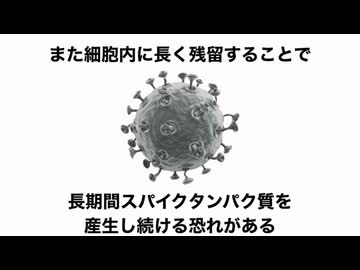 また細胞内に長く残留することで
長期間スパイクタンパク質を
産生し続ける恐れがある